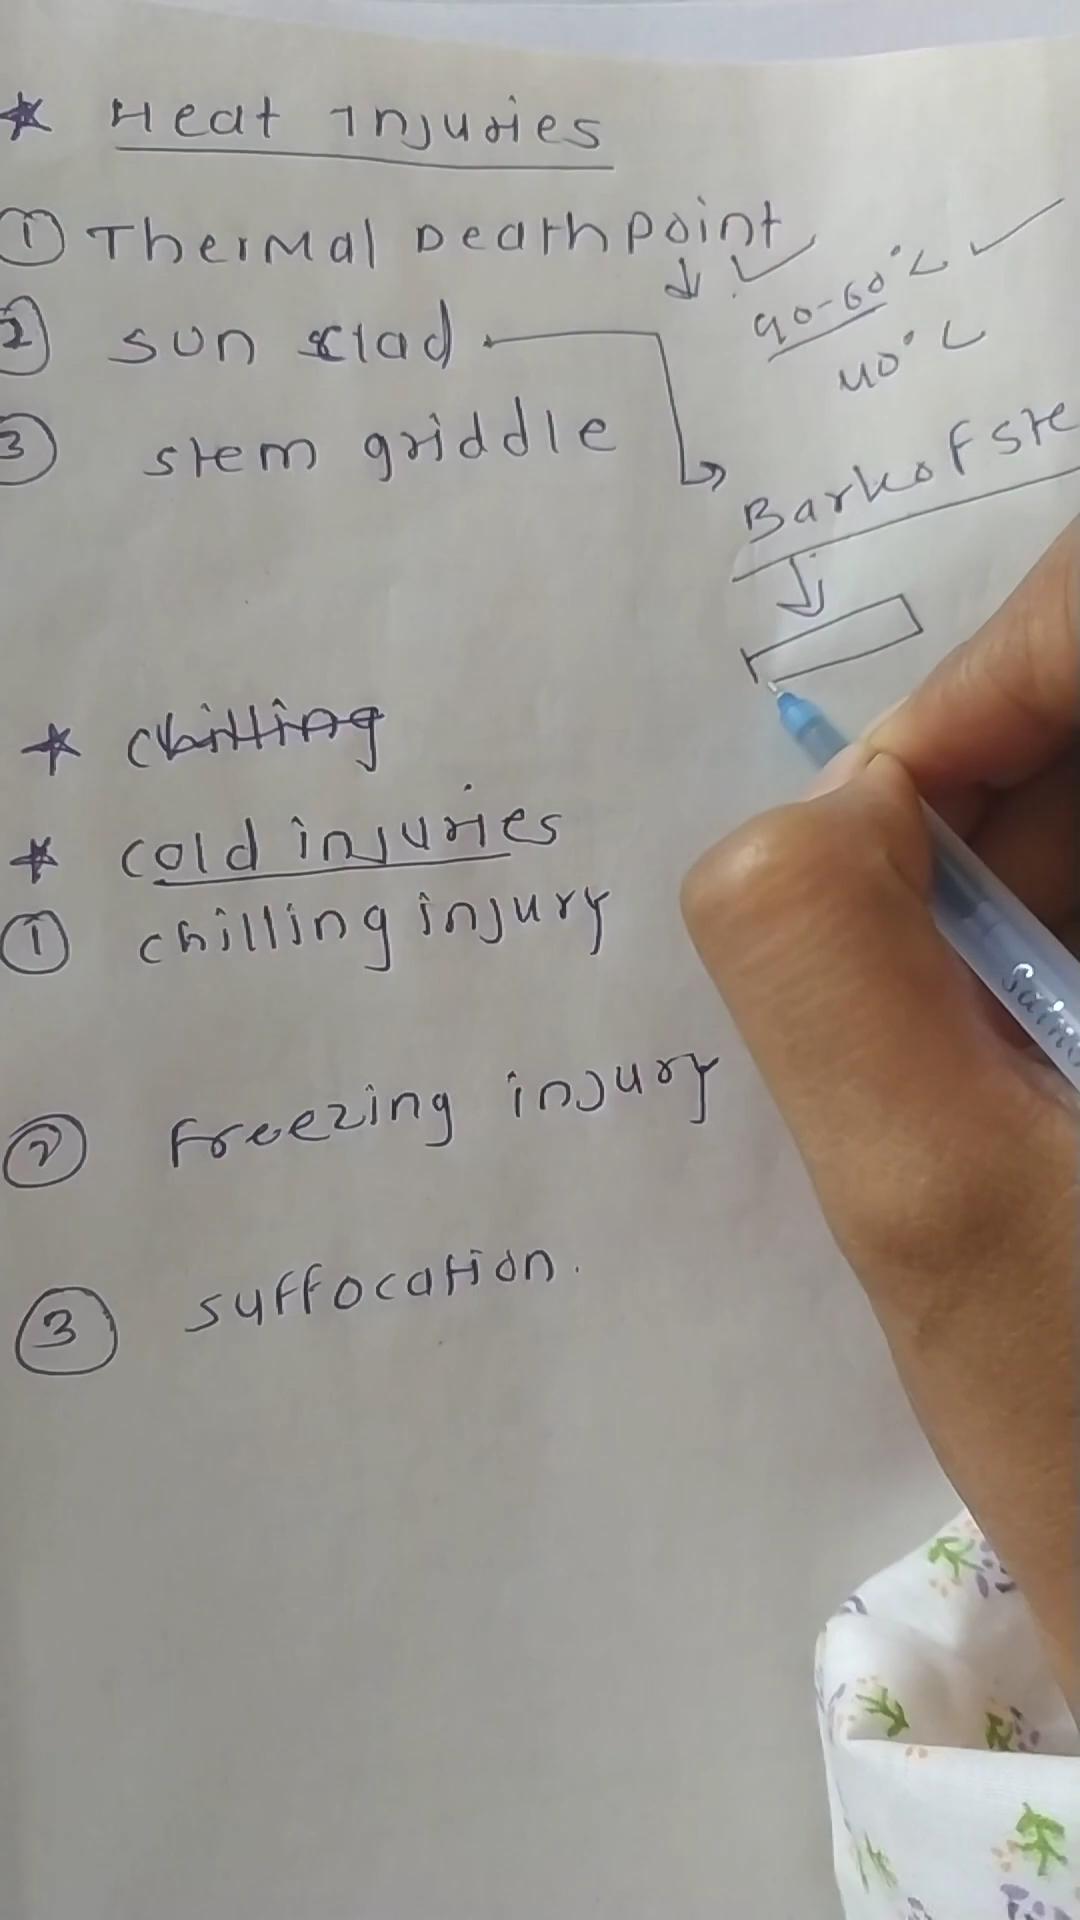 * Heat Injuries
① Thermal Death point
90-60°C
40°C
2 sun clad
3 stem griddle
Bark of Ste
* chilling
* cold injuries
① chilling injury
② Freezing injury
③ suffocation.